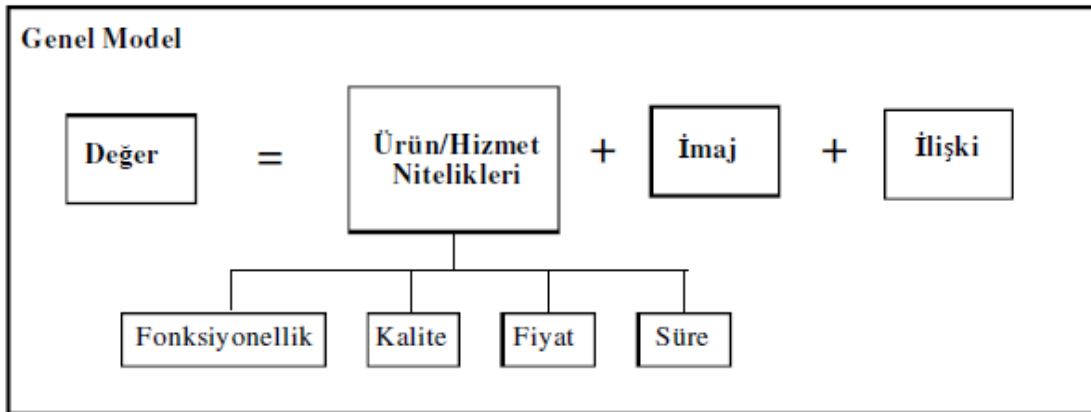 Genel Model
Değer = Ürün/Hizmet Nitelikleri + İmaj + İlişki
Fonksiyonellik Kalite Fiyat Süre